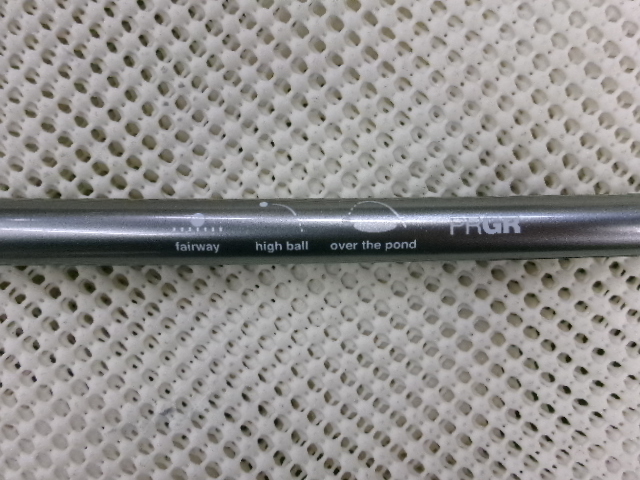 fairway
high ball
over the pond
PRGR